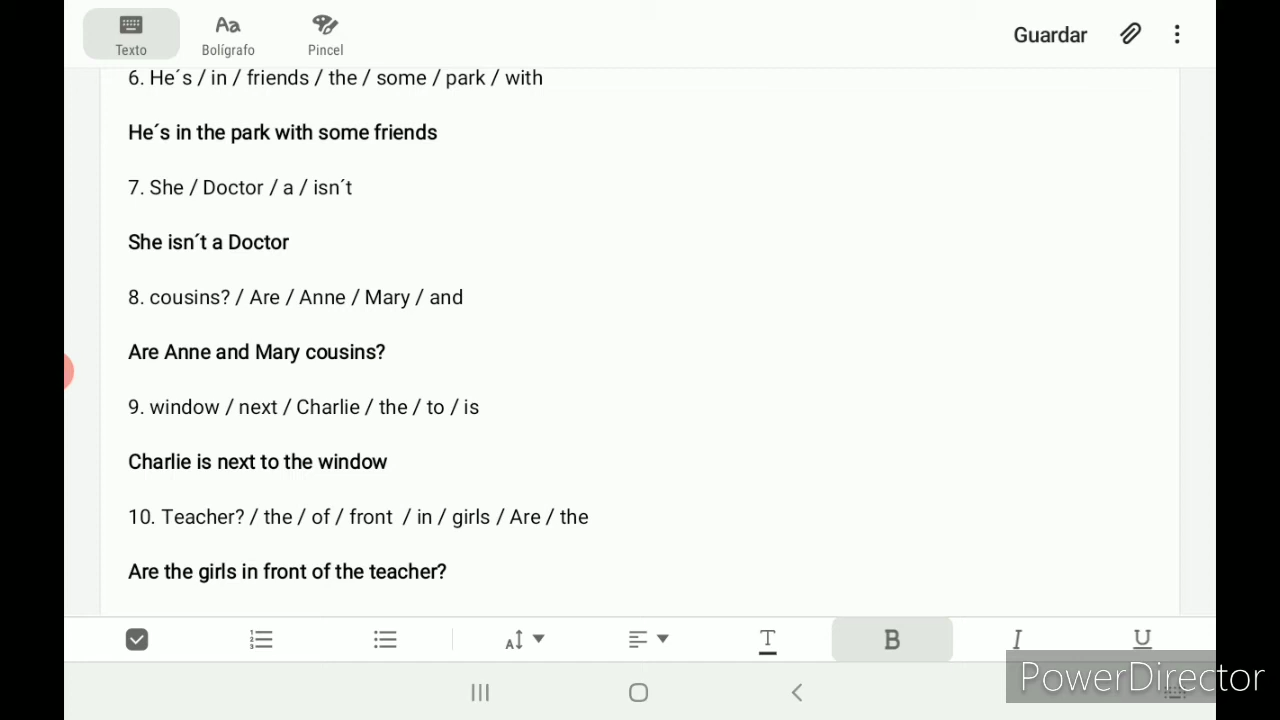 Texto
Bolígrafo
Pincel
Guardar
6. He´s / in / friends / the / some / park / with
He´s in the park with some friends
7. She / Doctor / a / isn´t
She isn´t a Doctor
8. cousins? / Are / Anne / Mary / and
Are Anne and Mary cousins?
9. window / next / Charlie / the / to / is
Charlie is next to the window
10. Teacher? / the / of / front / in / girls / Are / the
Are the girls in front of the teacher?
PowerDirector